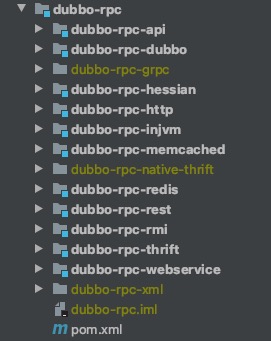 dubbo-rpc
dubbo-rpc-api
dubbo-rpc-dubbo
dubbo-rpc-grpc
dubbo-rpc-hessian
dubbo-rpc-http
dubbo-rpc-injvm
dubbo-rpc-memcached
dubbo-rpc-native-thrift
dubbo-rpc-redis
dubbo-rpc-rest
dubbo-rpc-rmi
dubbo-rpc-thrift
dubbo-rpc-webservice
dubbo-rpc-xml
dubbo-rpc.iml
m pom.xml